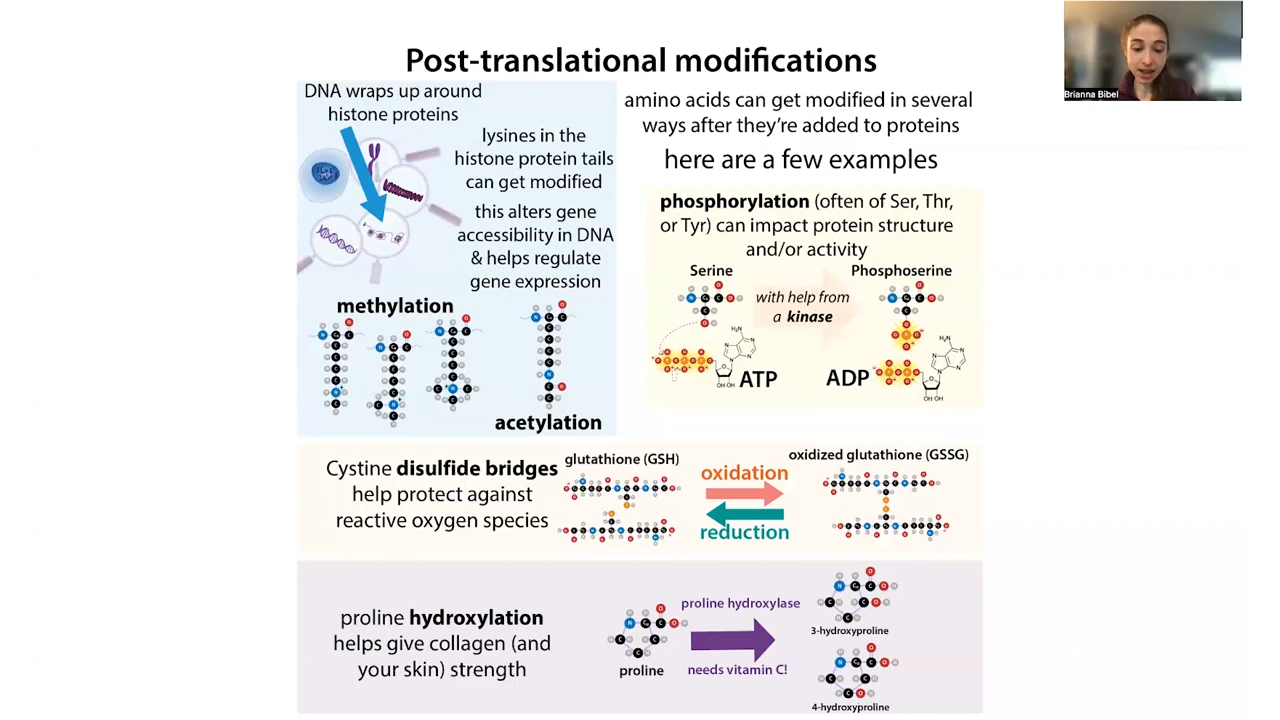 Post-translational modifications
Brianna Bibel
DNA wraps up around
histone proteins
lysines in the
histone protein tails
can get modified
this alters gene
accessibility in DNA
& helps regulate
gene expression
methylation
acetylation
amino acids can get modified in several
ways after they're added to proteins
here are a few examples
phosphorylation (often of Ser, Thr,
or Tyr) can impact protein structure
and/or activity
Serine
Phosphoserine
with help from
a kinase
ATP
ADP
Cystine disulfide bridges
help protect against
reactive oxygen species
glutathione (GSH)
oxidation
reduction
oxidized glutathione (GSSG)
proline hydroxylation
helps give collagen (and
your skin) strength
proline
proline hydroxylase
needs vitamin C!
3-hydroxyproline
4-hydroxyproline